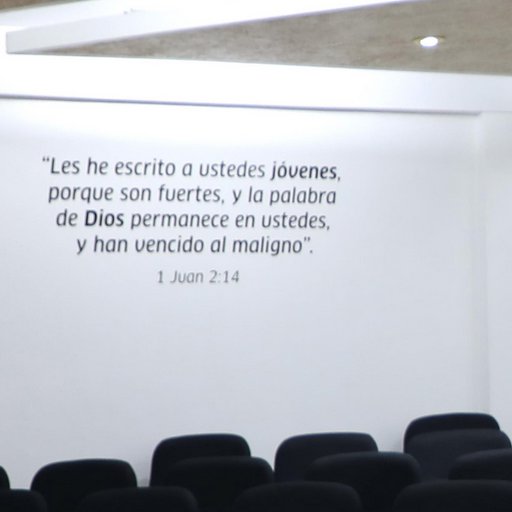 “Les he escrito a ustedes jóvenes,
porque son fuertes, y la palabra
de Dios permanece en ustedes,
y han vencido al maligno”.
1 Juan 2:14